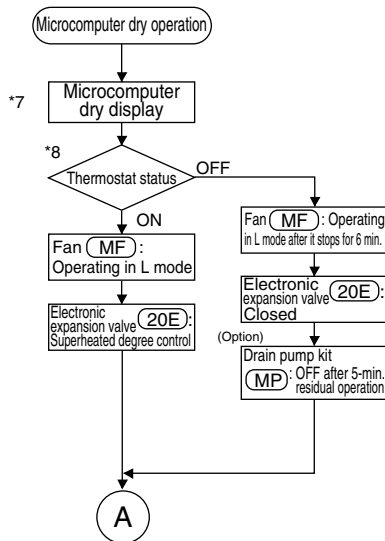 Microcomputer dry operation
*7
Microcomputer
dry display
*8
Thermostat status
OFF
ON
Fan MF :
Operating in L mode
Electronic
expansion valve 20E :
Superheated degree control
Fan MF : Operating
in L mode after it stops for 6 min.
Electronic
expansion valve 20E :
Closed
(Option)
Drain pump kit
MP : OFF after 5-min.
residual operation
A